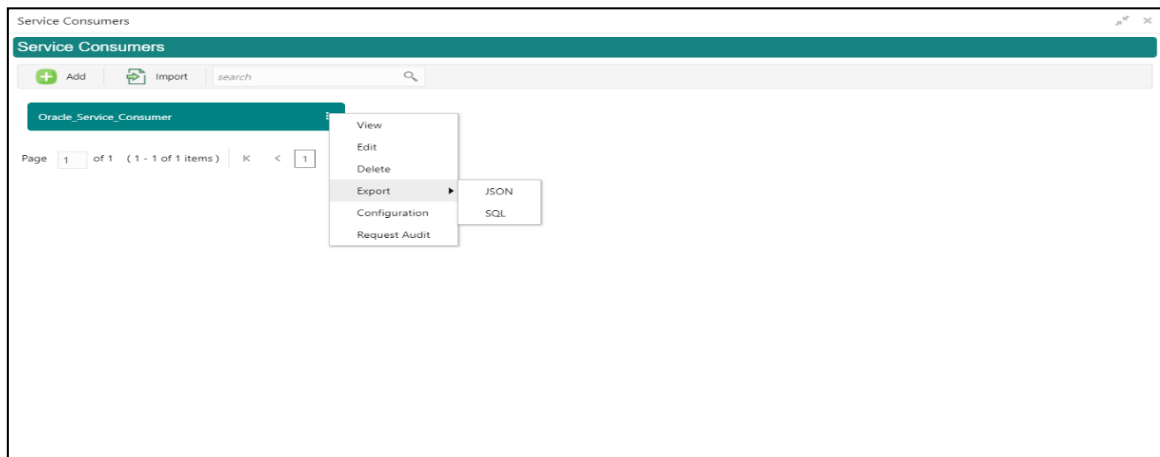 Service Consumers
Service Consumers
Add Import search
Oracle_Service_Consumer
Page 1 of 1 ( 1 - 1 of 1 items ) K < 1
View
Edit
Delete
Export
JSON
Configuration
SQL
Request Audit